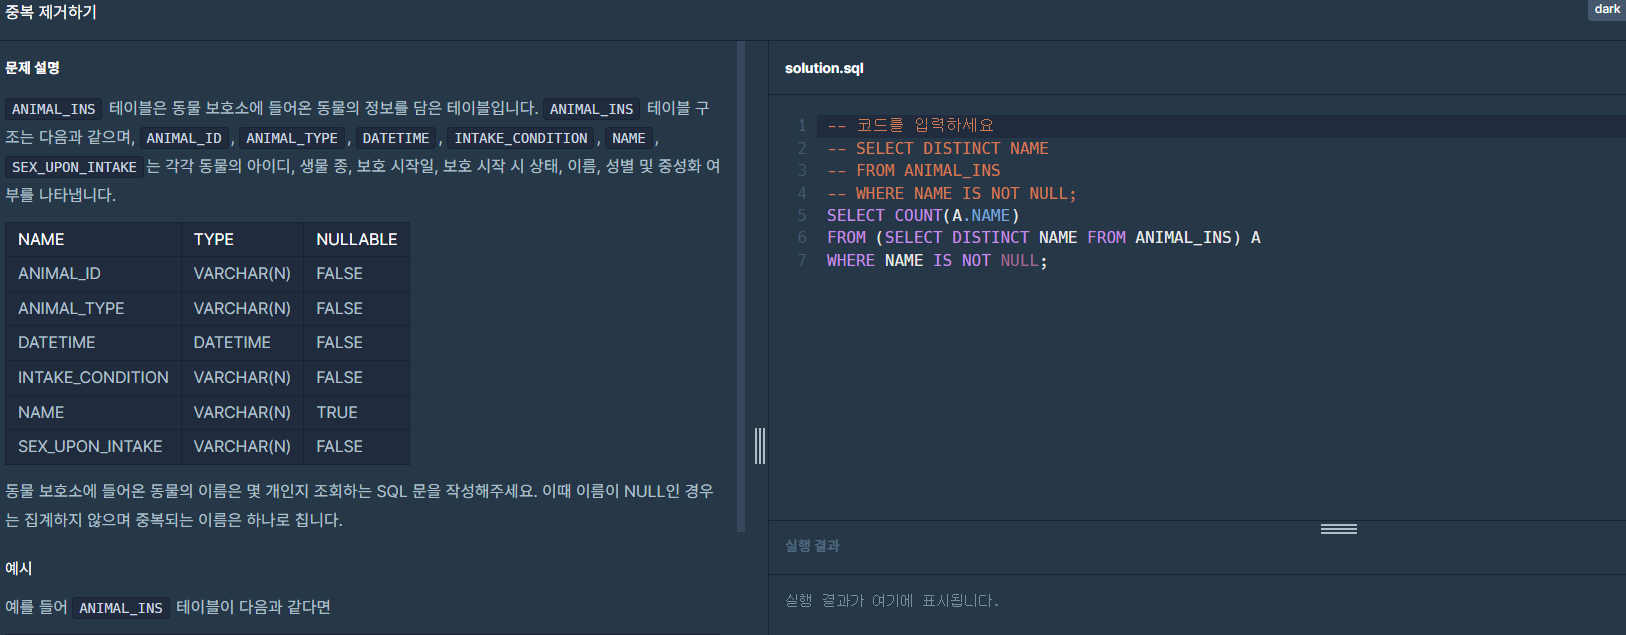 중복 제거하기
dark
문제 설명
ANIMAL_INS 테이블은 동물 보호소에 들어온 동물의 정보를 담은 테이블입니다. ANIMAL_INS 테이블 구
조는 다음과 같으며, ANIMAL_ID , ANIMAL_TYPE , DATETIME , INTAKE_CONDITION , NAME ,
SEX_UPON_INTAKE 는 각각 동물의 아이디, 생물 종, 보호 시작일, 보호 시작 시 상태, 이름, 성별 및 중성화 여
부를 나타냅니다.
NAME TYPE NULLABLE
ANIMAL_ID VARCHAR(N) FALSE
ANIMAL_TYPE VARCHAR(N) FALSE
DATETIME DATETIME FALSE
INTAKE_CONDITION VARCHAR(N) FALSE
NAME VARCHAR(N) TRUE
SEX_UPON_INTAKE VARCHAR(N) FALSE
동물 보호소에 들어온 동물의 이름은 몇 개인지 조회하는 SQL 문을 작성해주세요. 이때 이름이 NULL인 경우
는 집계하지 않으며 중복되는 이름은 하나로 칩니다.
예시
예를 들어 ANIMAL_INS 테이블이 다음과 같다면
solution.sql
1 -- 코드를 입력하세요
2 -- SELECT DISTINCT NAME
3 -- FROM ANIMAL_INS
4 -- WHERE NAME IS NOT NULL;
5 SELECT COUNT(A.NAME)
6 FROM (SELECT DISTINCT NAME FROM ANIMAL_INS) A
7 WHERE NAME IS NOT NULL;
실행 결과
실행 결과가 여기에 표시됩니다.